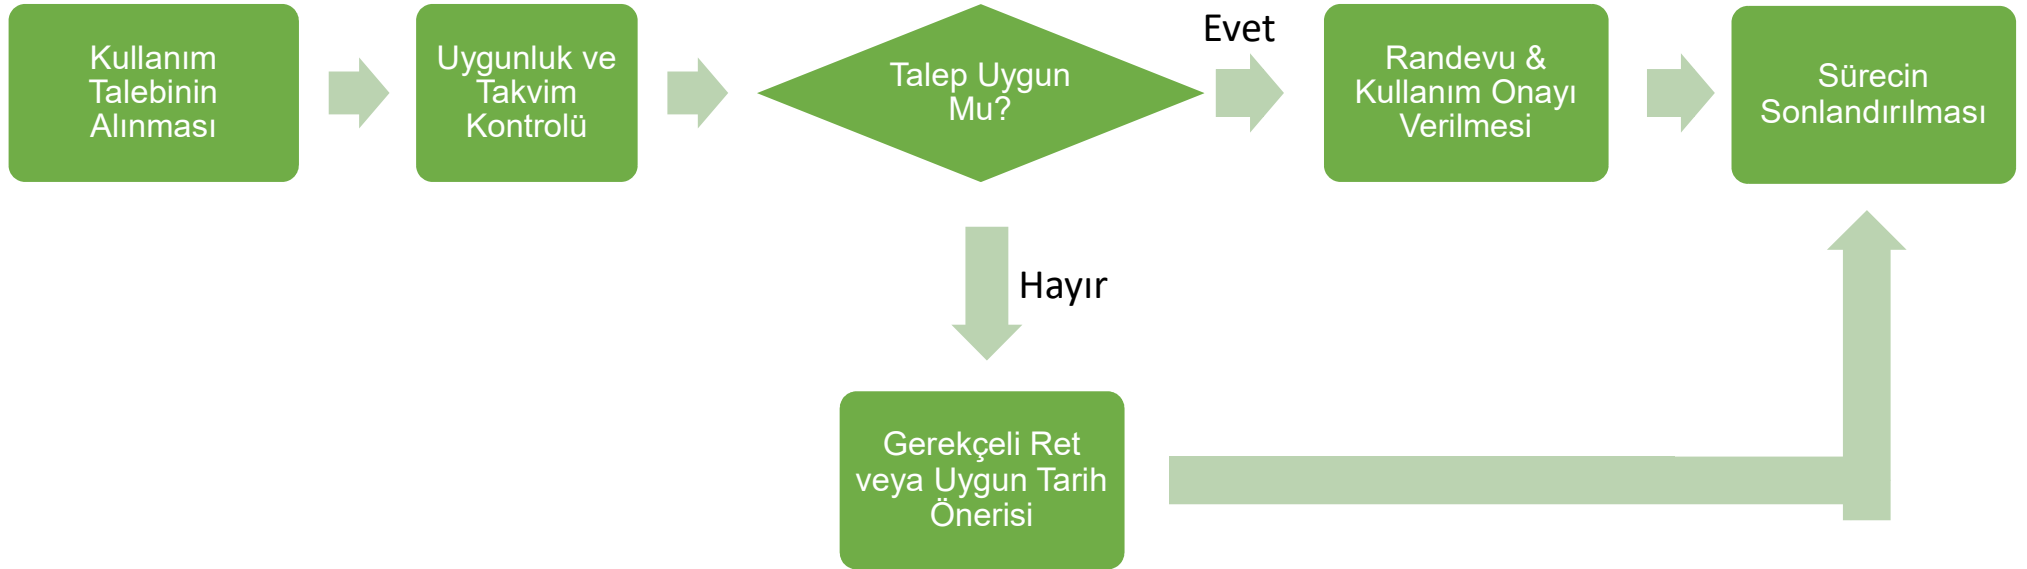 Kullanım
Talebinin
Alınması
Uygunluk ve
Takvim
Kontrolü
Talep Uygun
Mu?
Evet
Randevu &
Kullanım Onayı
Verilmesi
Sürecin
Sonlandırılması
Hayır
Gerekçeli Ret
veya Uygun Tarih
Önerisi